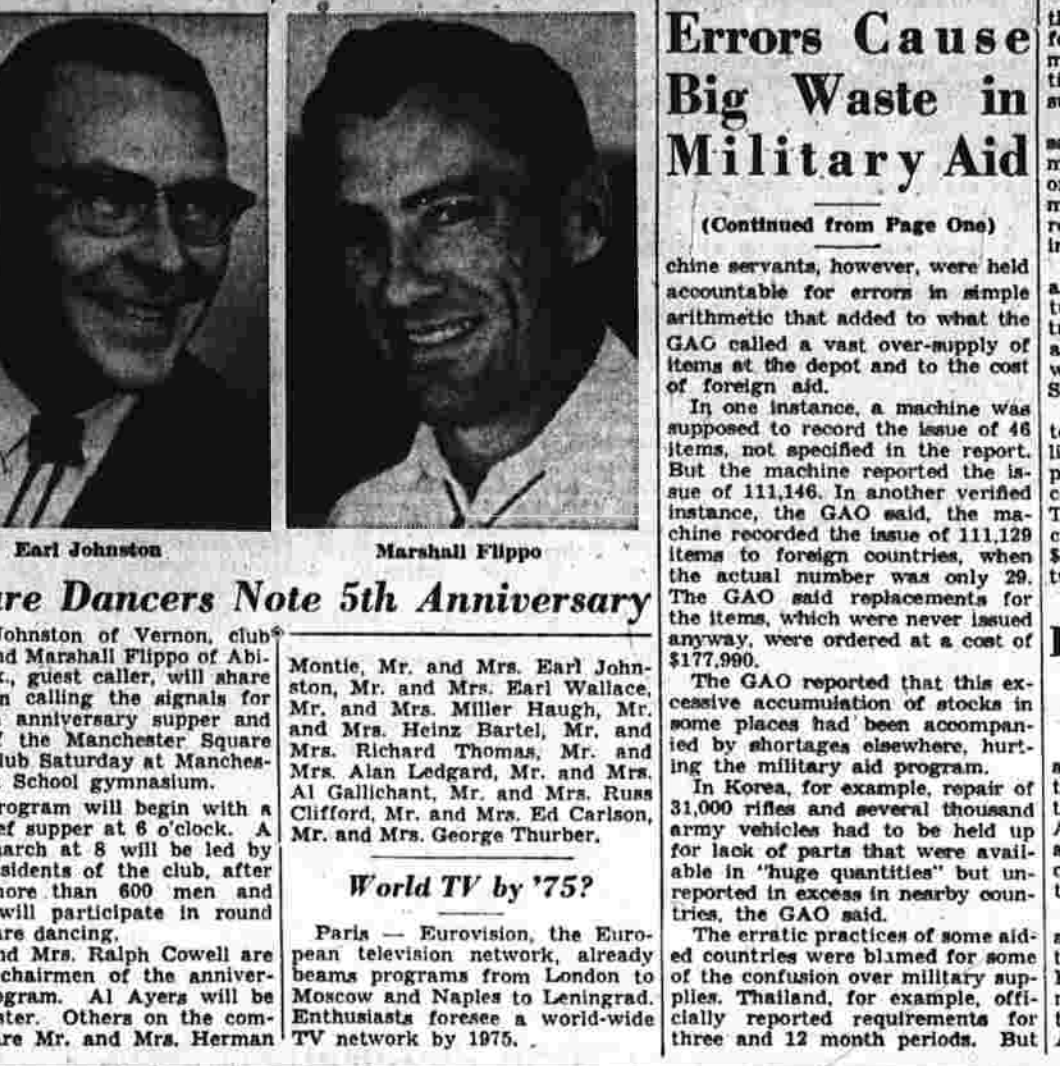 Earl Johnston
Marshall Flippo
re Dancers Note 5th Anniversary
Johnston of Vernon, club
nd Marshall Flippo of Abi-
guest caller, will share
n calling the signals for
anniversary supper and
the Manchester Square
lub Saturday at Manches-
School gymnasium.
rogram will begin with a
ef supper at 6 o'clock. A
arch at 8 will be led by
sidents of the club, after
more than 600 men and
will participate in round
re dancing.
nd Mrs. Ralph Cowell are
chairmen of the anniver-
gram. Al Ayers will be
ster. Others on the com-
re Mr. and Mrs. Herman
Montie, Mr. and Mrs. Earl John-
ston, Mr. and Mrs. Earl Wallace,
Mr. and Mrs. Miller Haugh, Mr.
and Mrs. Heinz Bartel, Mr. and
Mrs. Richard Thomas, Mr. and
Mrs. Alan Ledgard, Mr. and Mrs.
Al Gallichant, Mr. and Mrs. Russ
Clifford, Mr. and Mrs. Ed Carlson,
Mr. and Mrs. George Thurber.
World TV by '75?
Paris — Eurovision, the Euro-
pean television network, already
beams programs from London to
Moscow and Naples to Leningrad.
Enthusiasts foresee a world-wide
TV network by 1975.
Errors Cause
Big Waste in
Military Aid
(Continued from Page One)
chine servants, however, were held
accountable for errors in simple
arithmetic that added to what the
GAO called a vast over-supply of
items at the depot and to the cost
of foreign aid.
In one instance, a machine was
supposed to record the issue of 46
items, not specified in the report.
But the machine reported the is-
sue of 111,146. In another verified
instance, the GAO said, the ma-
chine recorded the issue of 111,129
items to foreign countries, when
the actual number was only 29.
The GAO said replacements for
the items, which were never issued
anyway, were ordered at a cost of
$177,990.
The GAO reported that this ex-
cessive accumulation of stocks in
some places had been accompan-
ied by shortages elsewhere, hurt-
ing the military aid program.
In Korea, for example, repair of
31,000 rifles and several thousand
army vehicles had to be held up
for lack of parts that were avail-
able in "huge quantities" but un-
reported in excess in nearby coun-
tries, the GAO said.
The erratic practices of some aid-
ed countries were blamed for some
of the confusion over military sup-
plies. Thailand, for example, offi-
cially reported requirements for
three and 12 month periods. But